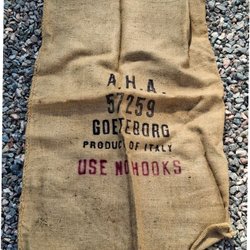 A.H.A.
57259
GOETEBORG
PRODUCT OF ITALY
USE NO HOOKS